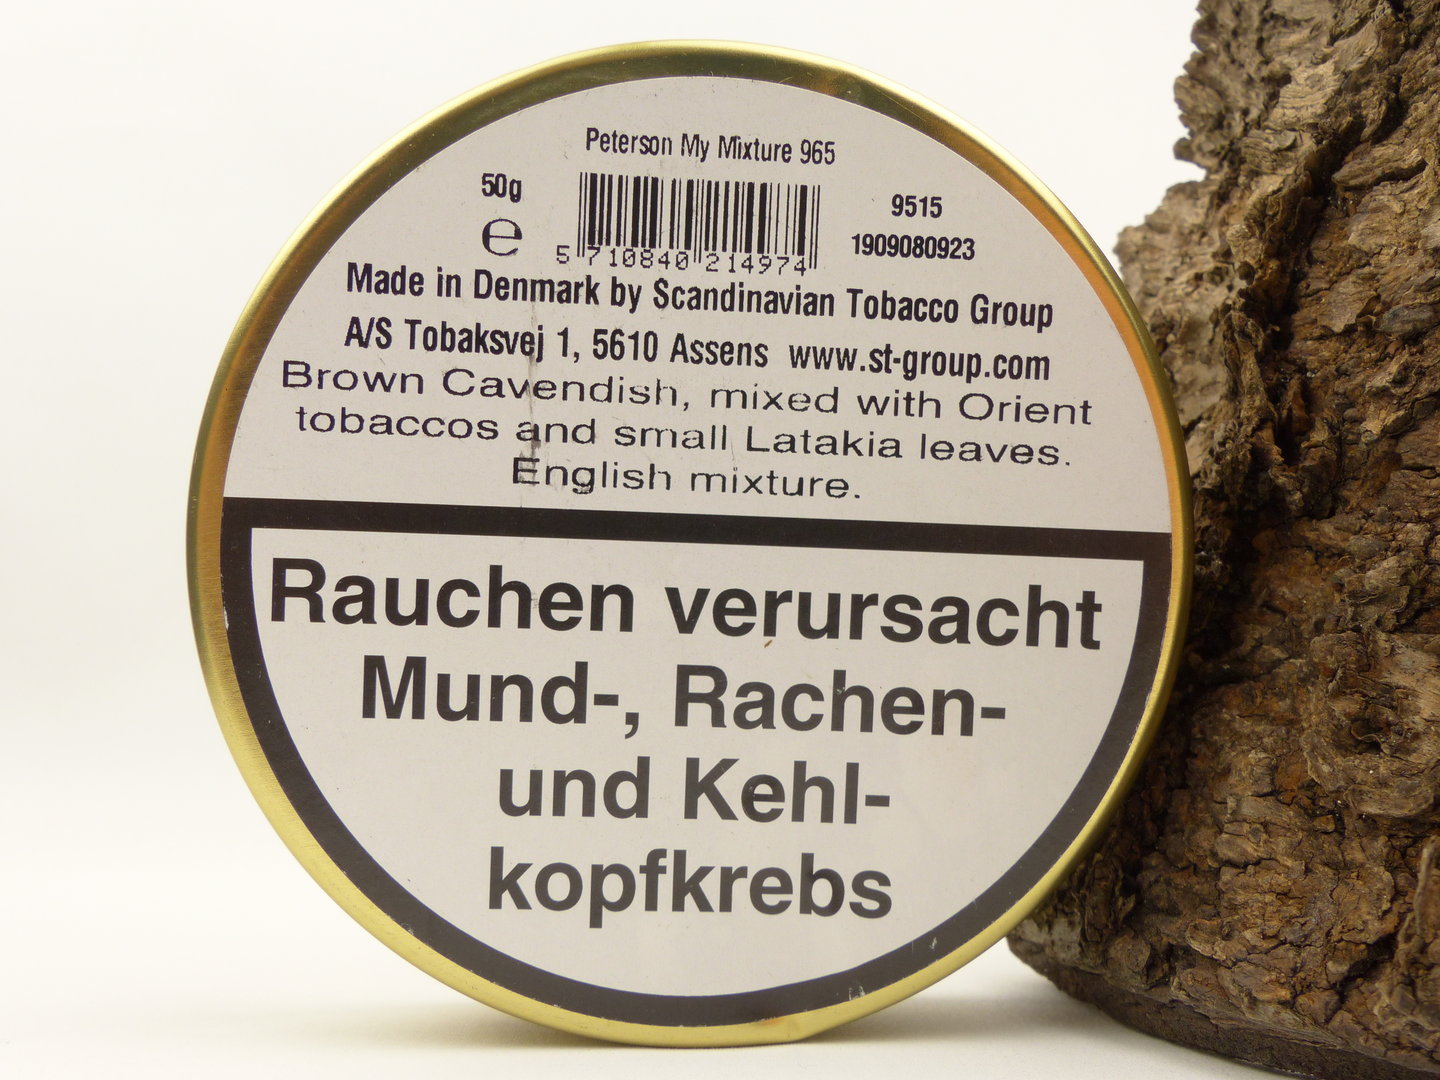 Peterson My Mixture 965
50g
℮
5 710840 214974
9515
1909080923
Made in Denmark by Scandinavian Tobacco Group
A/S Tobaksvej 1, 5610 Assens www.st-group.com
Brown Cavendish, mixed with Orient
tobaccos and small Latakia leaves.
English mixture.
Rauchen verursacht
Mund-, Rachen-
und Kehl-
kopfkrebs